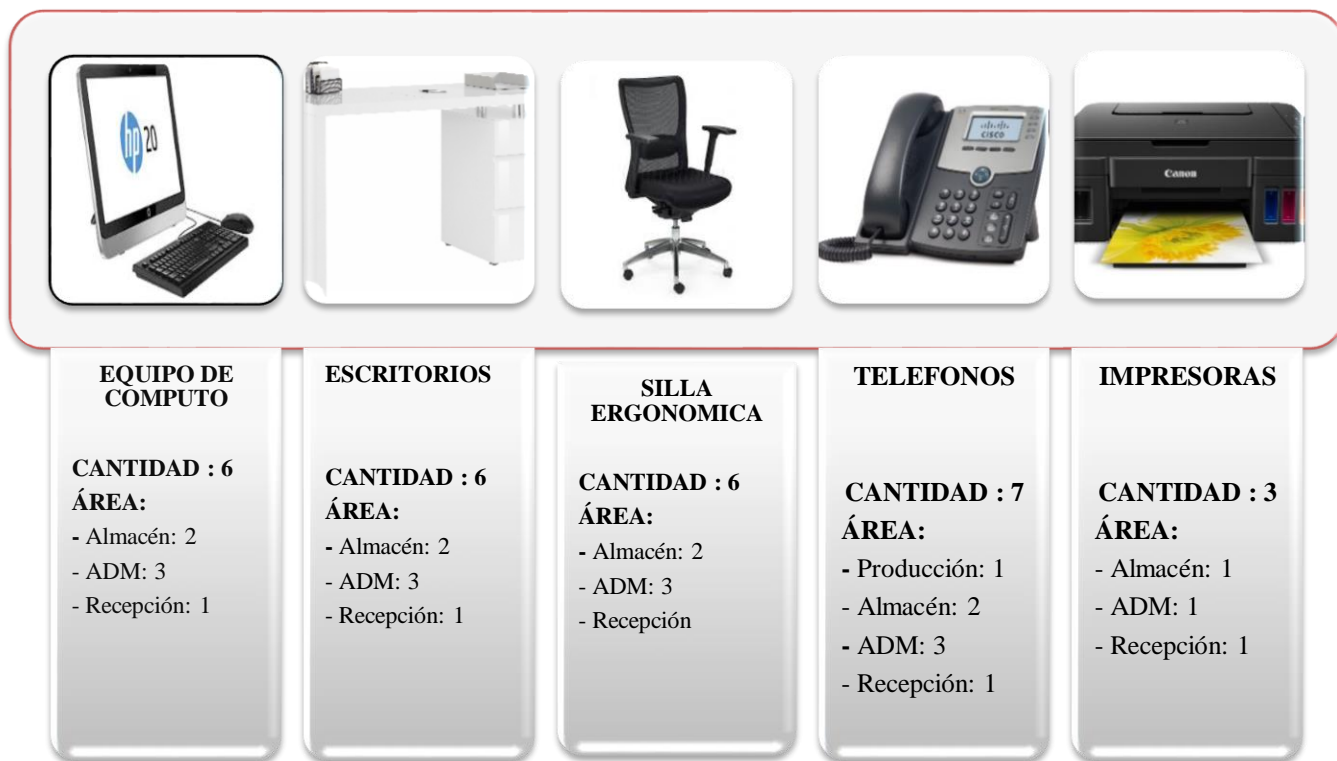 hp 20
CISCO
Canon
EQUIPO DE
COMPUTO
CANTIDAD : 6
ÁREA:
- Almacén: 2
- ADM: 3
- Recepción: 1
ESCRITORIOS
CANTIDAD : 6
ÁREA:
- Almacén: 2
- ADM: 3
- Recepción: 1
SILLA
ERGONOMICA
CANTIDAD : 6
ÁREA:
- Almacén: 2
- ADM: 3
- Recepción
TELEFONOS
CANTIDAD : 7
ÁREA:
- Producción: 1
- Almacén: 2
- ADM: 3
- Recepción: 1
IMPRESORAS
CANTIDAD : 3
ÁREA:
- Almacén: 1
- ADM: 1
- Recepción: 1